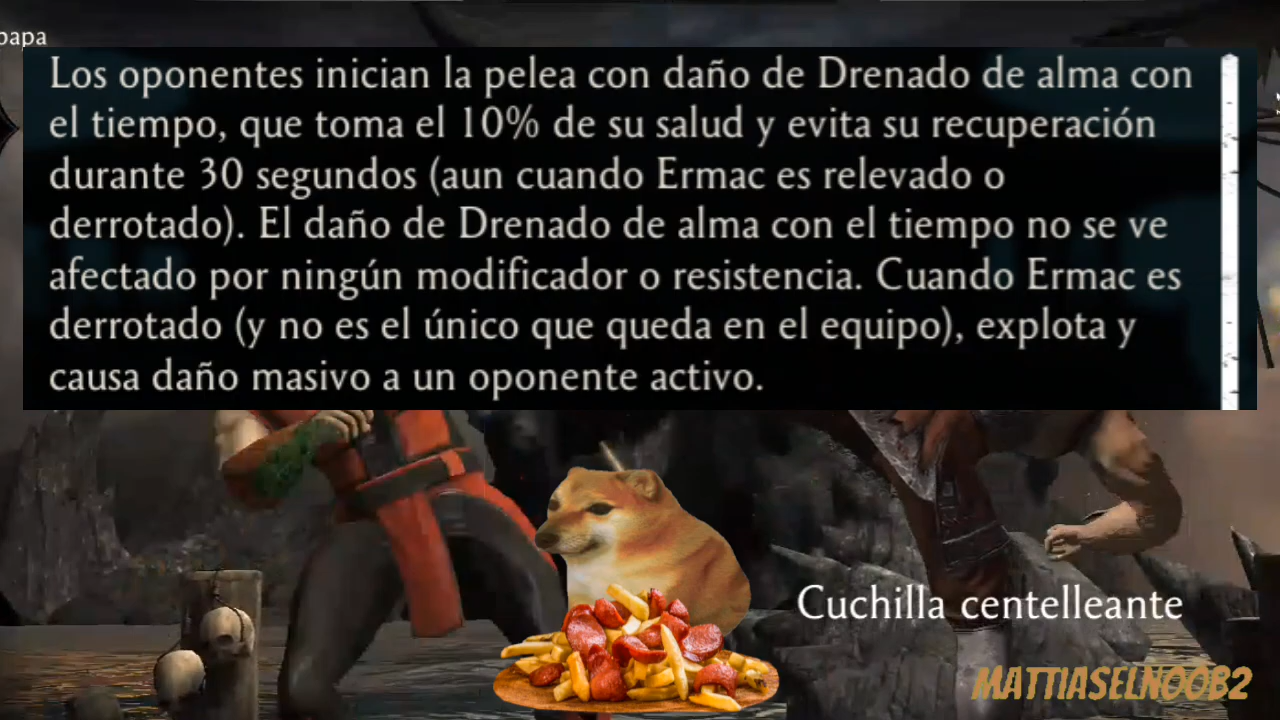 papa
Los oponentes inician la pelea con daño de Drenado de alma con
el tiempo, que toma el 10% de su salud y evita su recuperación
durante 30 segundos (aun cuando Ermac es relevado o
derrotado). El daño de Drenado de alma con el tiempo no se ve
afectado por ningún modificador o resistencia. Cuando Ermac es
derrotado (y no es el único que queda en el equipo), explota y
causa daño masivo a un oponente activo.
Cuchilla centelleante
MATTIASELNOOB2